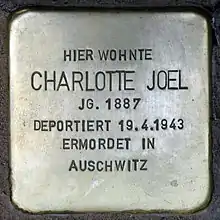 HIER WOHNTE
CHARLOTTE JOEL
JG. 1887
DEPORTIERT 19.4.1943
ERMORDET IN
AUSCHWITZ